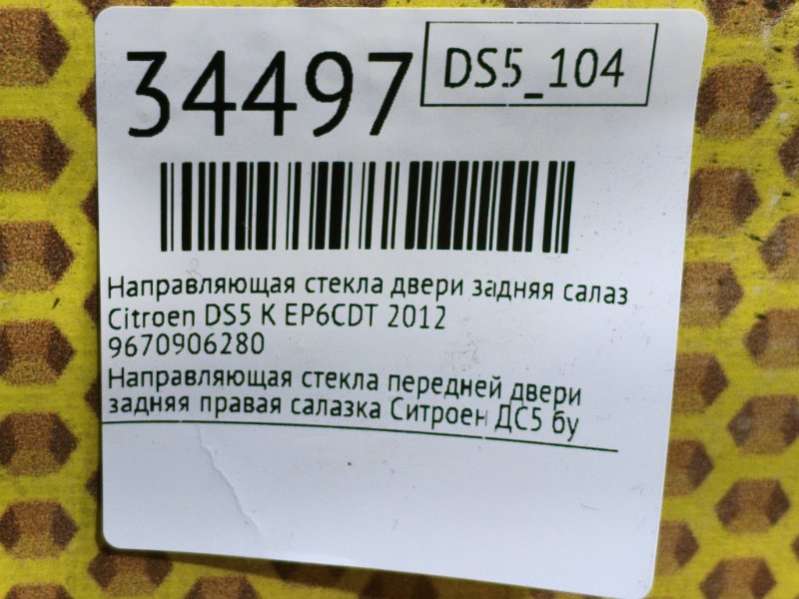 34497
DS5_104
Направляющая стекла двери задняя салаз
Citroen DS5 K EP6CDT 2012
9670906280
Направляющая стекла передней двери
задняя правая салазка Ситроен ДС5 бу